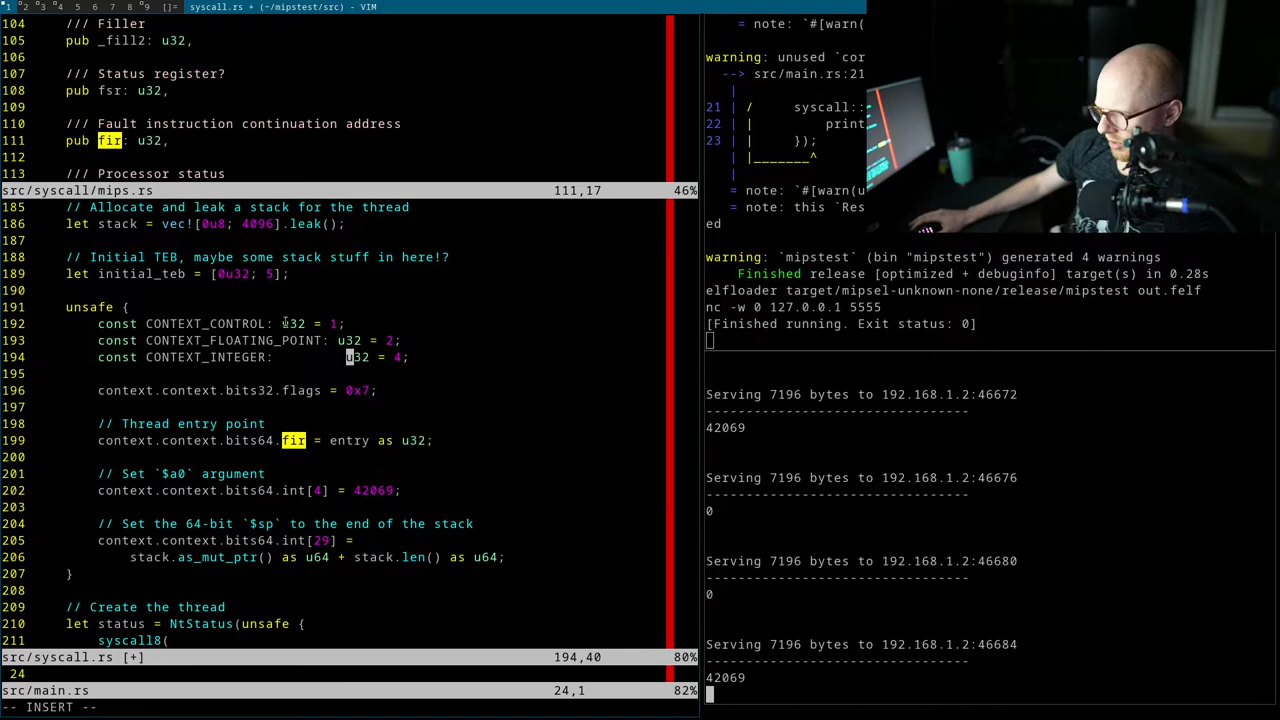 1 2 3 4 5 6 7 8 9 []= syscall.rs + (~/mipstest/src) - VIM
104 /// Filler
105 pub _fill2: u32,
106
107 /// Status register?
108 pub fsr: u32,
109
110 /// Fault instruction continuation address
111 pub fir: u32,
112
113 /// Processor status
src/syscall/mips.rs 111,17 46%
185 // Allocate and leak a stack for the thread
186 let stack = vec![0u8; 4096].leak();
187
188 // Initial TEB, maybe some stack stuff in here!?
189 let initial_teb = [0u32; 5];
190
191 unsafe {
192 const CONTEXT_CONTROL: u32 = 1;
193 const CONTEXT_FLOATING_POINT: u32 = 2;
194 const CONTEXT_INTEGER: u32 = 4;
195
196 context.context.bits32.flags = 0x7;
197
198 // Thread entry point
199 context.context.bits64.fir = entry as u32;
200
201 // Set `$a0` argument
202 context.context.bits64.int[4] = 42069;
203
204 // Set the 64-bit `$sp` to the end of the stack
205 context.context.bits64.int[29] =
206 stack.as_mut_ptr() as u64 + stack.len() as u64;
207 }
208
209 // Create the thread
210 let status = NtStatus(unsafe {
211 syscall8(
src/syscall.rs [+] 194,40 80%
24
src/main.rs 24,1 82%
-- INSERT --
= note: `#[warn(
warning: unused `cor
--> src/main.rs:21
|
21 | / syscall::
22 | | print
23 | | });
| |_______^
|
= note: `#[warn(u
= note: this `Res
ed
warning: `mipstest` (bin "mipstest") generated 4 warnings
Finished release [optimized + debuginfo] target(s) in 0.28s
elfloader target/mipsel-unknown-none/release/mipstest out.felf
nc -w 0 127.0.0.1 5555
[Finished running. Exit status: 0]
Serving 7196 bytes to 192.168.1.2:46672
---------------------------------
42069
Serving 7196 bytes to 192.168.1.2:46676
---------------------------------
0
Serving 7196 bytes to 192.168.1.2:46680
---------------------------------
0
Serving 7196 bytes to 192.168.1.2:46684
---------------------------------
42069